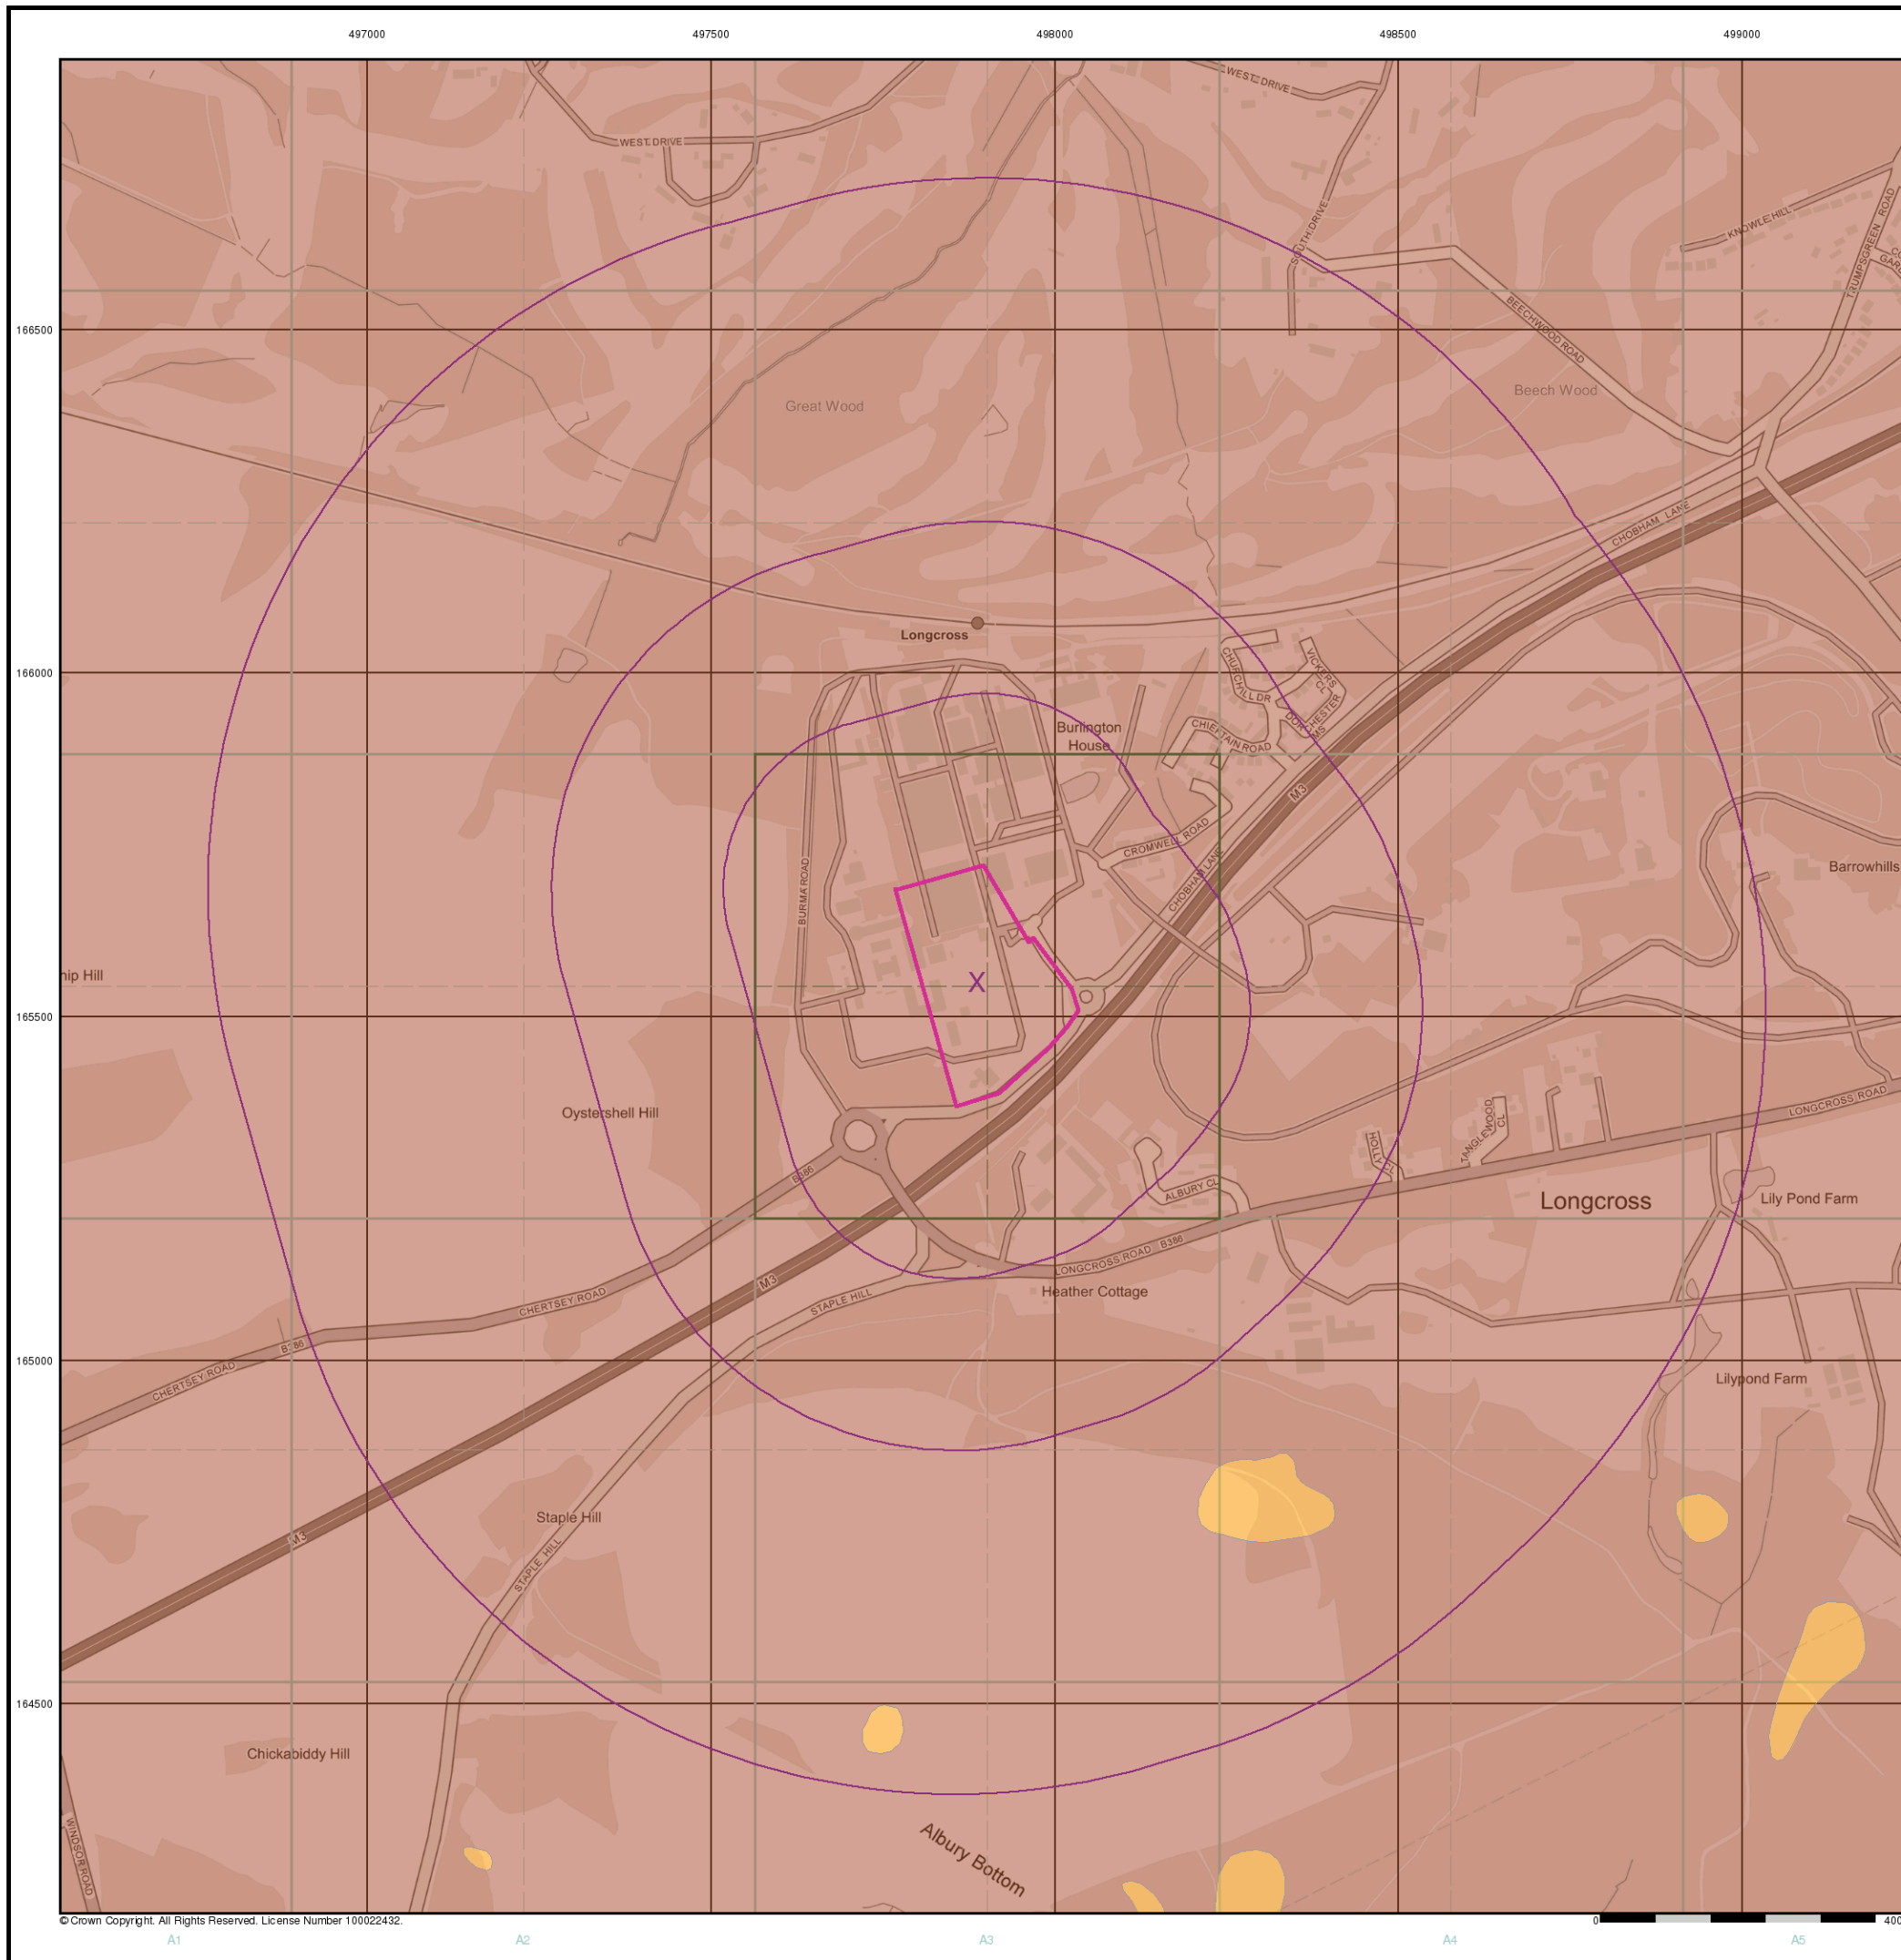 497000 497500 498000 498500 499000
WEST DRIVE
WEST DRIVE
SOUTH DRIVE
KNOWLE HILL
TRUMPSGREEN ROAD
166500
BEECHWOOD ROAD
Great Wood
Beech Wood
CHOBHAM LANE
Longcross
166000
CHURCHILL DR
VICKERS
CL
DORCHESTER
MS
Burlington
House
CHIEFTAIN ROAD
M3
CROMWELL ROAD
CHOBHAM LANE
BURMA ROAD
Barrowhills
hip Hill
X
165500
Oystershell Hill
TANGLEWOOD
CL
HOLLY CL
LONGCROSS ROAD
B386
ALBURY CL
Longcross
Lily Pond Farm
LONGCROSS ROAD B386
Heather Cottage
M3
STAPLE HILL
CHERTSEY ROAD
B386
CHERTSEY ROAD
165000
Lilypond Farm
Staple Hill
M3
STAPLE HILL
164500
Chickabiddy Hill
WINDSOR ROAD
Albury Bottom
© Crown Copyright. All Rights Reserved. License Number 100022432.
0 400
A1 A2 A3 A4 A5